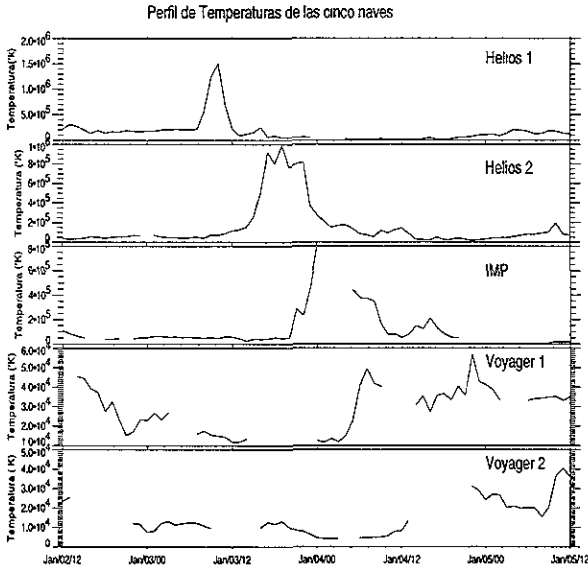 Perfil de Temperaturas de las cinco naves
Temperatura(°K)
2.0•10⁶
1.5•10⁶
1.0•10⁶
5.0•10⁵
0
Helios 1
Temperatura (°K)
1•10⁶
8•10⁵
6•10⁵
4•10⁵
2•10⁵
0
Helios 2
Temperatura (°K)
8•10⁵
6•10⁵
4•10⁵
2•10⁵
0
IMP
Temperatura (°K)
6.0•10⁴
5.0•10⁴
4.0•10⁴
3.0•10⁴
2.0•10⁴
1.0•10⁴
Voyager 1
Temperatura ( K)
5.0•10⁴
4.0•10⁴
3.0•10⁴
2.0•10⁴
1.0•10⁴
0
Voyager 2
Jan/02/12 Jan/03/00 Jan/03/12 Jan/04/00 Jan/04/12 Jan/05/00 Jan/05/12